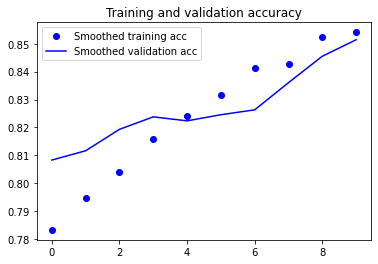 Training and validation accuracy
Smoothed training acc
Smoothed validation acc
0.85
0.84
0.83
0.82
0.81
0.80
0.79
0.78
0 2 4 6 8